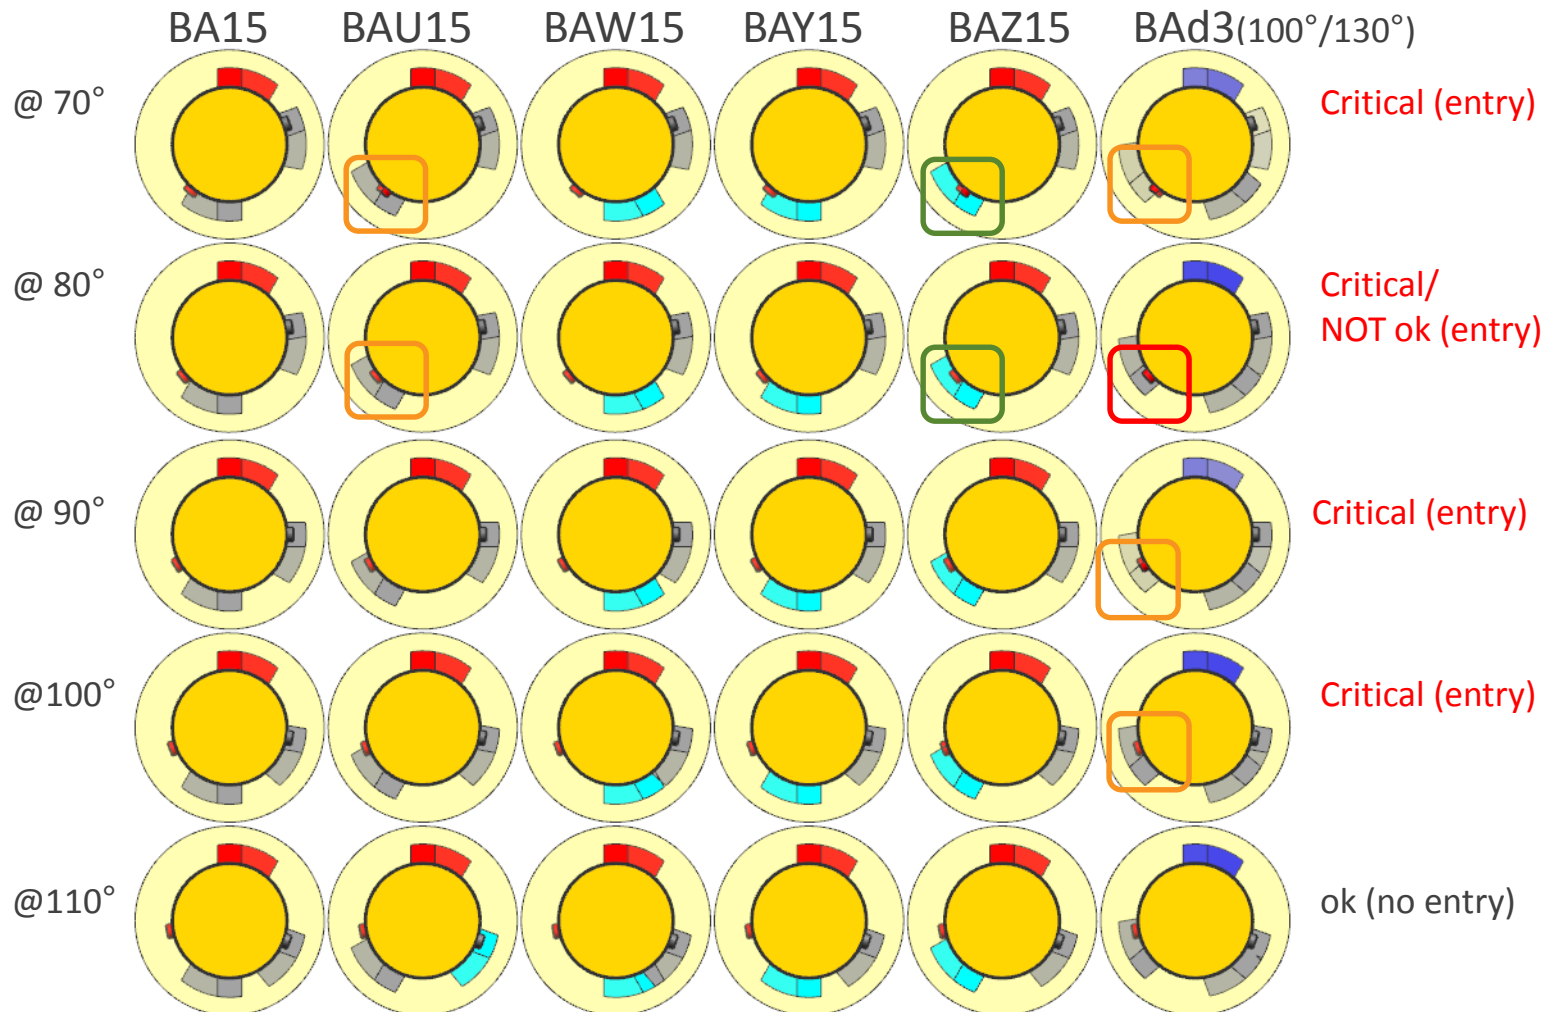 BA15 BAU15 BAW15 BAY15 BAZ15 BAd3(100°/130°)
@ 70° Critical (entry)
@ 80° Critical/
NOT ok (entry)
@ 90° Critical (entry)
@100° Critical (entry)
@110° ok (no entry)